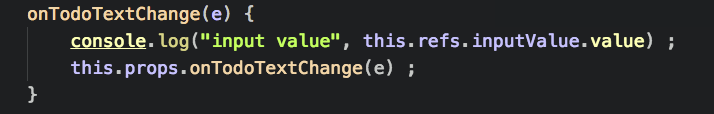 onTodoTextChange(e) {
console.log("input value", this.refs.inputValue.value) ;
this.props.onTodoTextChange(e) ;
}